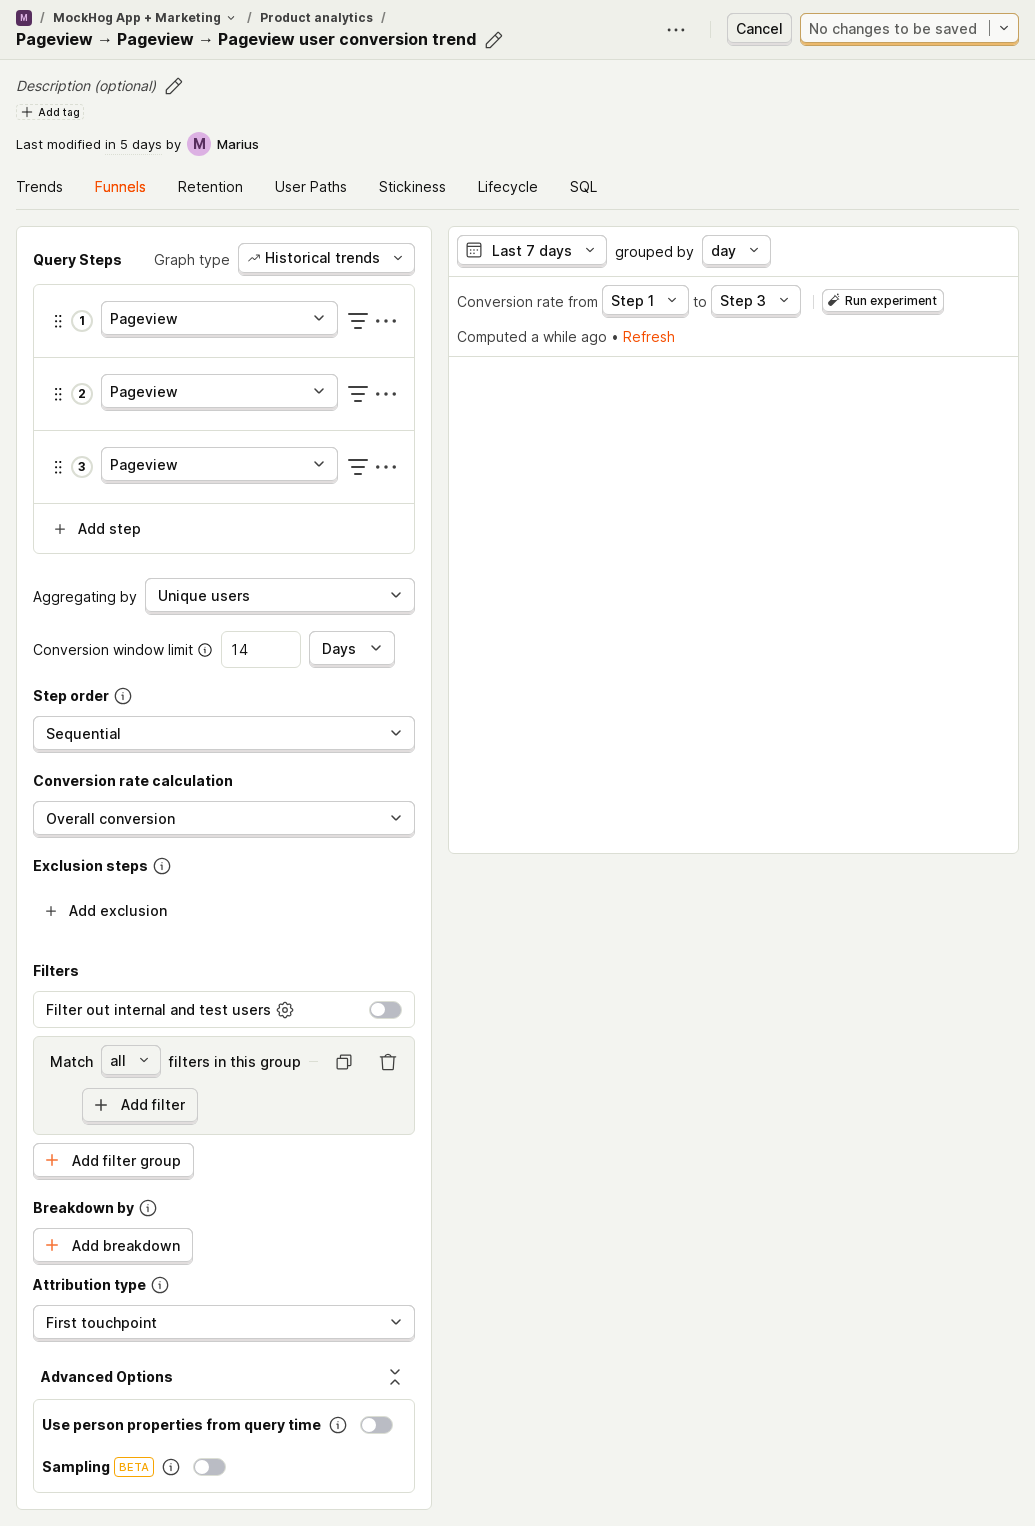 M / MockHog App + Marketing / Product analytics /
Pageview → Pageview → Pageview user conversion trend
Cancel
No changes to be saved
Description (optional)
Add tag
Last modified in 5 days by M Marius
Trends Funnels Retention User Paths Stickiness Lifecycle SQL
Query Steps Graph type Historical trends
1 Pageview
2 Pageview
3 Pageview
Add step
Aggregating by Unique users
Conversion window limit 14 Days
Step order
Sequential
Conversion rate calculation
Overall conversion
Exclusion steps
Add exclusion
Filters
Filter out internal and test users
Match all filters in this group
Add filter
Add filter group
Breakdown by
Add breakdown
Attribution type
First touchpoint
Advanced Options
Use person properties from query time
Sampling BETA
Last 7 days grouped by day
Conversion rate from Step 1 to Step 3 Run experiment
Computed a while ago • Refresh